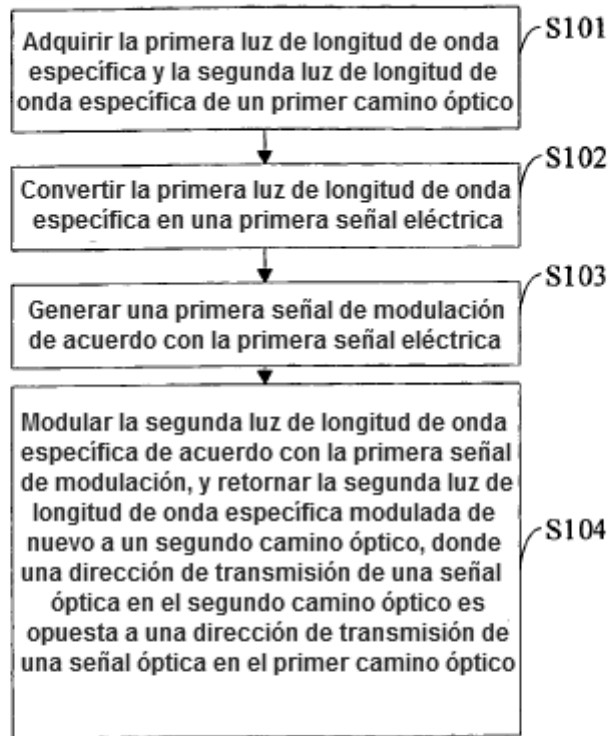 Adquirir la primera luz de longitud de onda
específica y la segunda luz de longitud de
onda específica de un primer camino óptico
S101
Convertir la primera luz de longitud de onda
específica en una primera señal eléctrica
S102
Generar una primera señal de modulación
de acuerdo con la primera señal eléctrica
S103
Modular la segunda luz de longitud de onda
específica de acuerdo con la primera señal
de modulación, y retornar la segunda luz de
longitud de onda específica modulada de
nuevo a un segundo camino óptico, donde
una dirección de transmisión de una señal
óptica en el segundo camino óptico es
opuesta a una dirección de transmisión de
una señal óptica en el primer camino óptico
S104